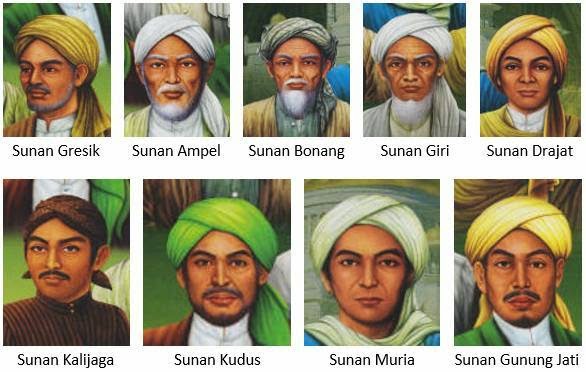 Sunan Gresik
Sunan Ampel
Sunan Bonang
Sunan Giri
Sunan Drajat
Sunan Kalijaga
Sunan Kudus
Sunan Muria
Sunan Gunung Jati